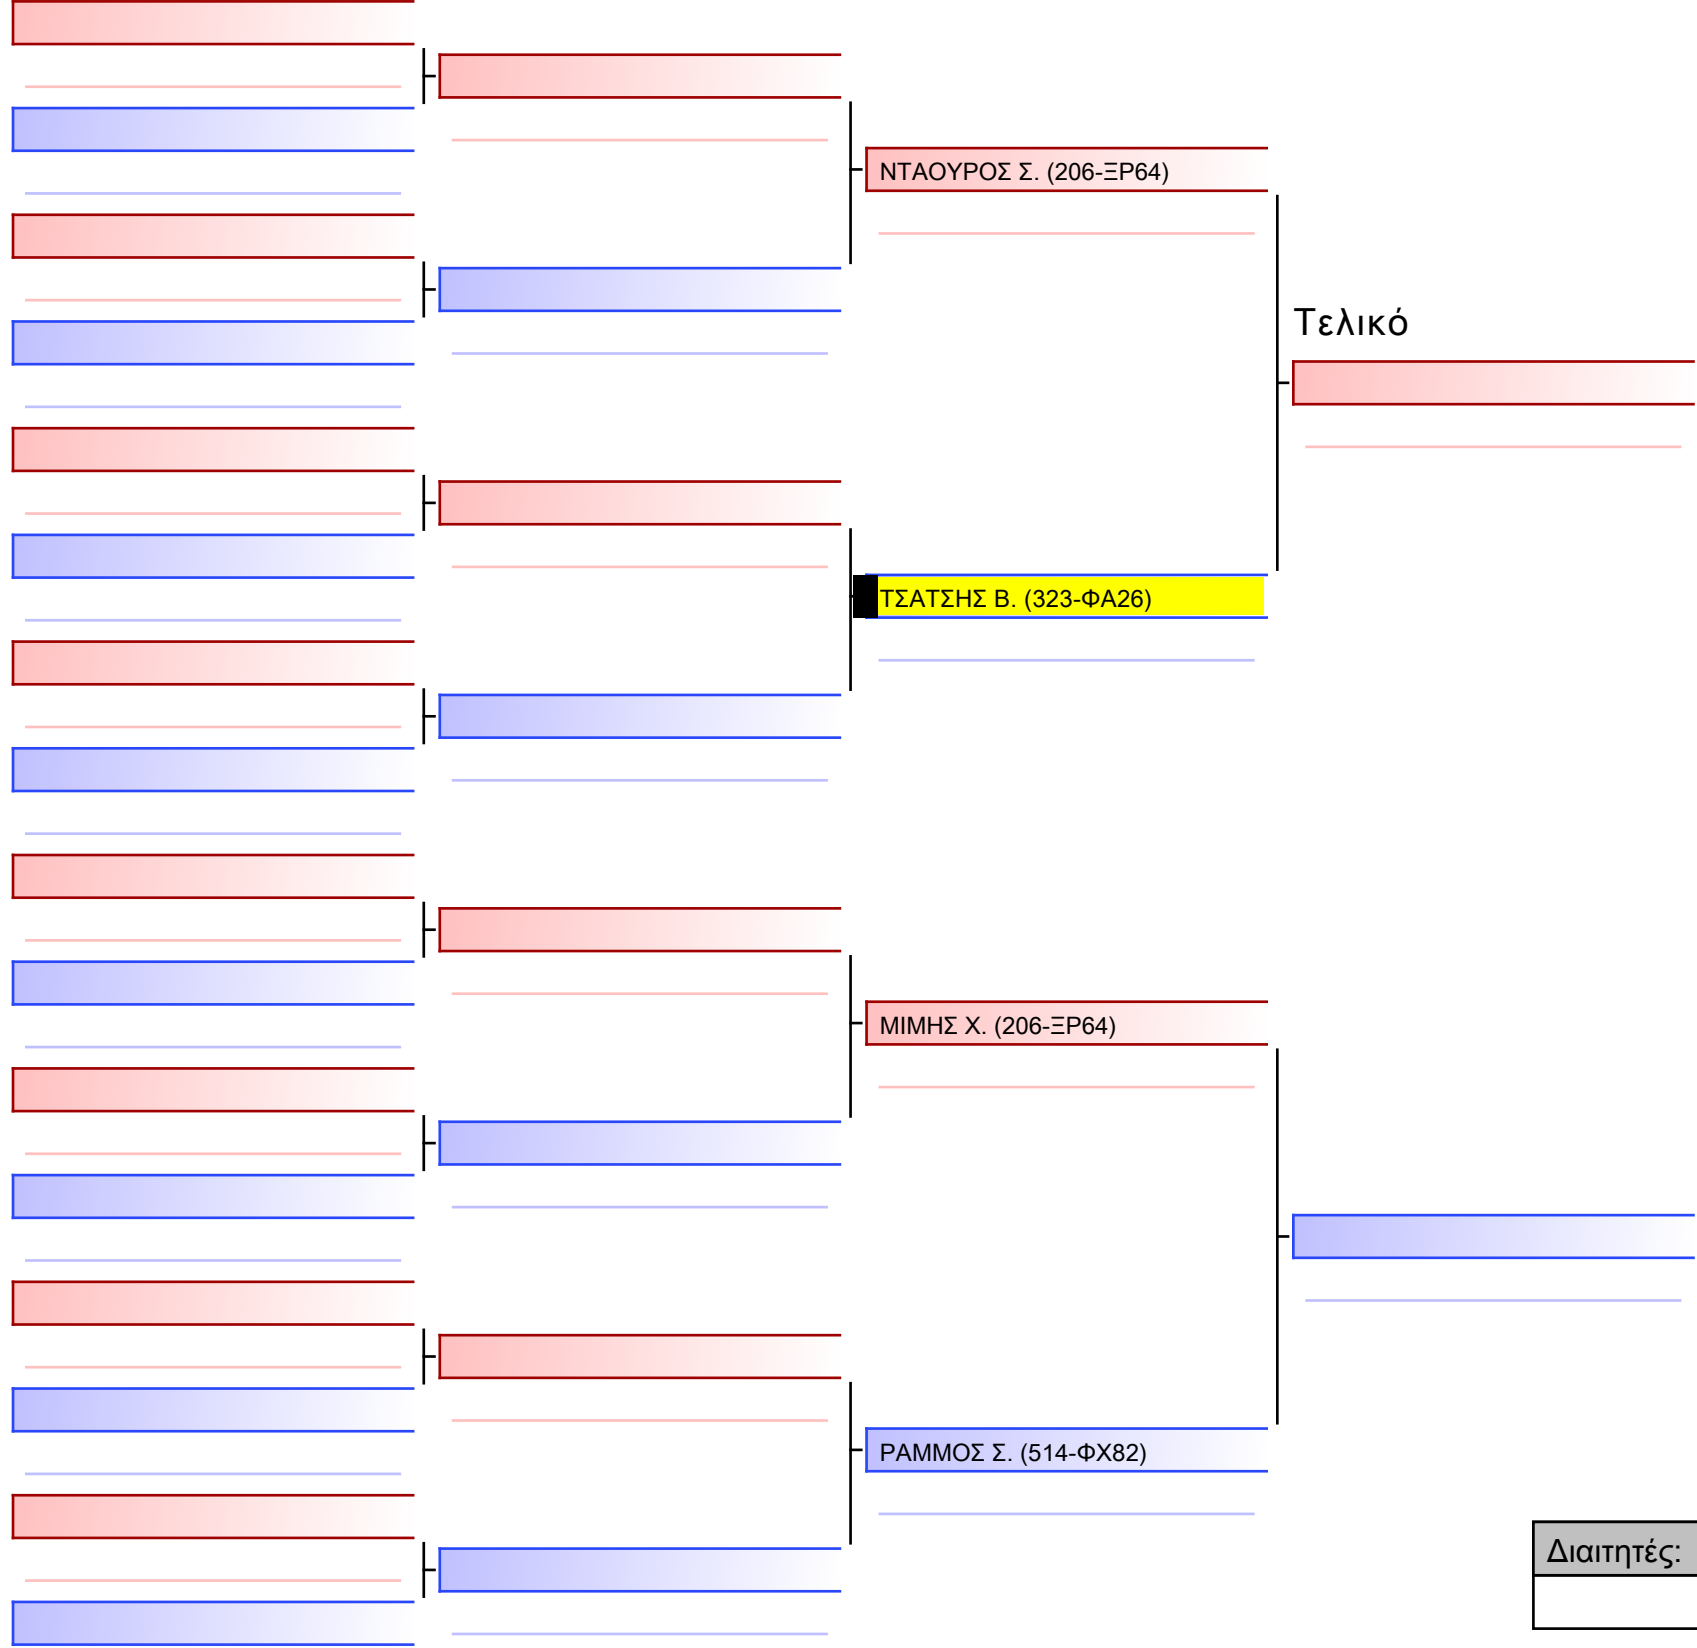 ΝΤΑΟΥΡΟΣ Σ. (206-ΞΡ64)
Τελικό
ΤΣΑΤΣΗΣ Β. (323-ΦΑ26)
ΜΙΜΗΣ Χ. (206-ΞΡ64)
ΡΑΜΜΟΣ Σ. (514-ΦΧ82)
Διαιτητές: